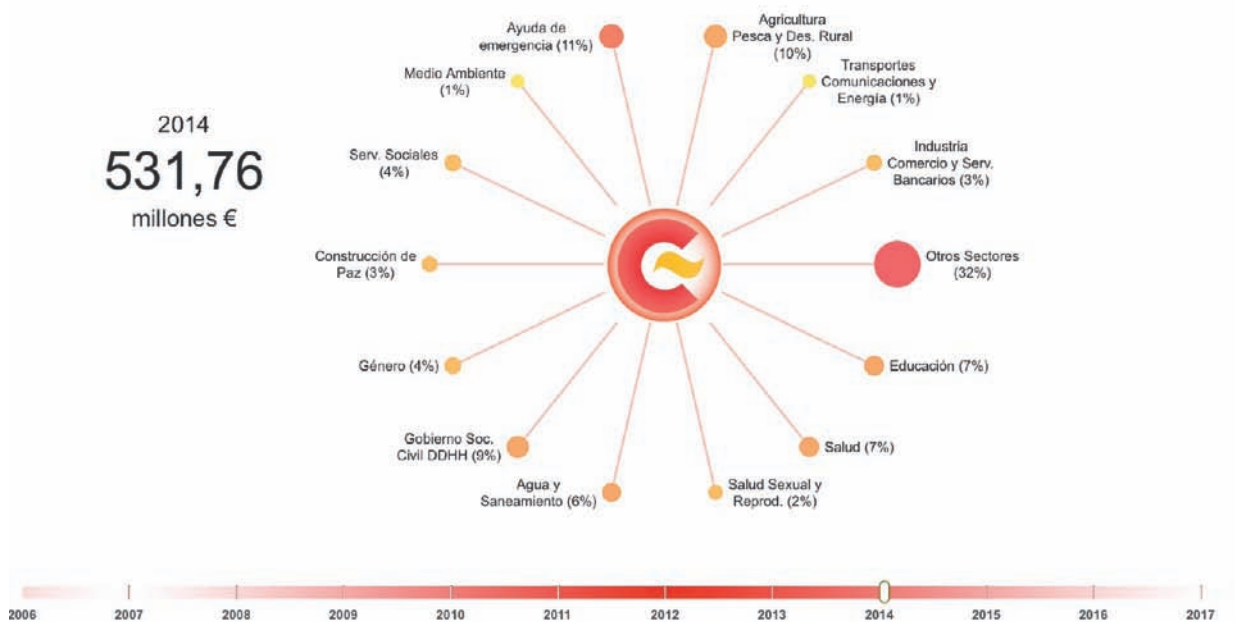 2014
531,76
millones €
Ayuda de
emergencia (11%)
Agricultura
Pesca y Des. Rural
(10%)
Medio Ambiente
(1%)
Transportes
Comunicaciones y
Energía (1%)
Serv. Sociales
(4%)
Industria
Comercio y Serv.
Bancarios (3%)
Construcción de
Paz (3%)
Otros Sectores
(32%)
Género (4%)
Educación (7%)
Gobierno Soc.
Civil DDHH (9%)
Salud (7%)
Agua y
Saneamiento (6%)
Salud Sexual y
Reprod. (2%)
2006 2007 2008 2009 2010 2011 2012 2013 2014 2015 2016 2017